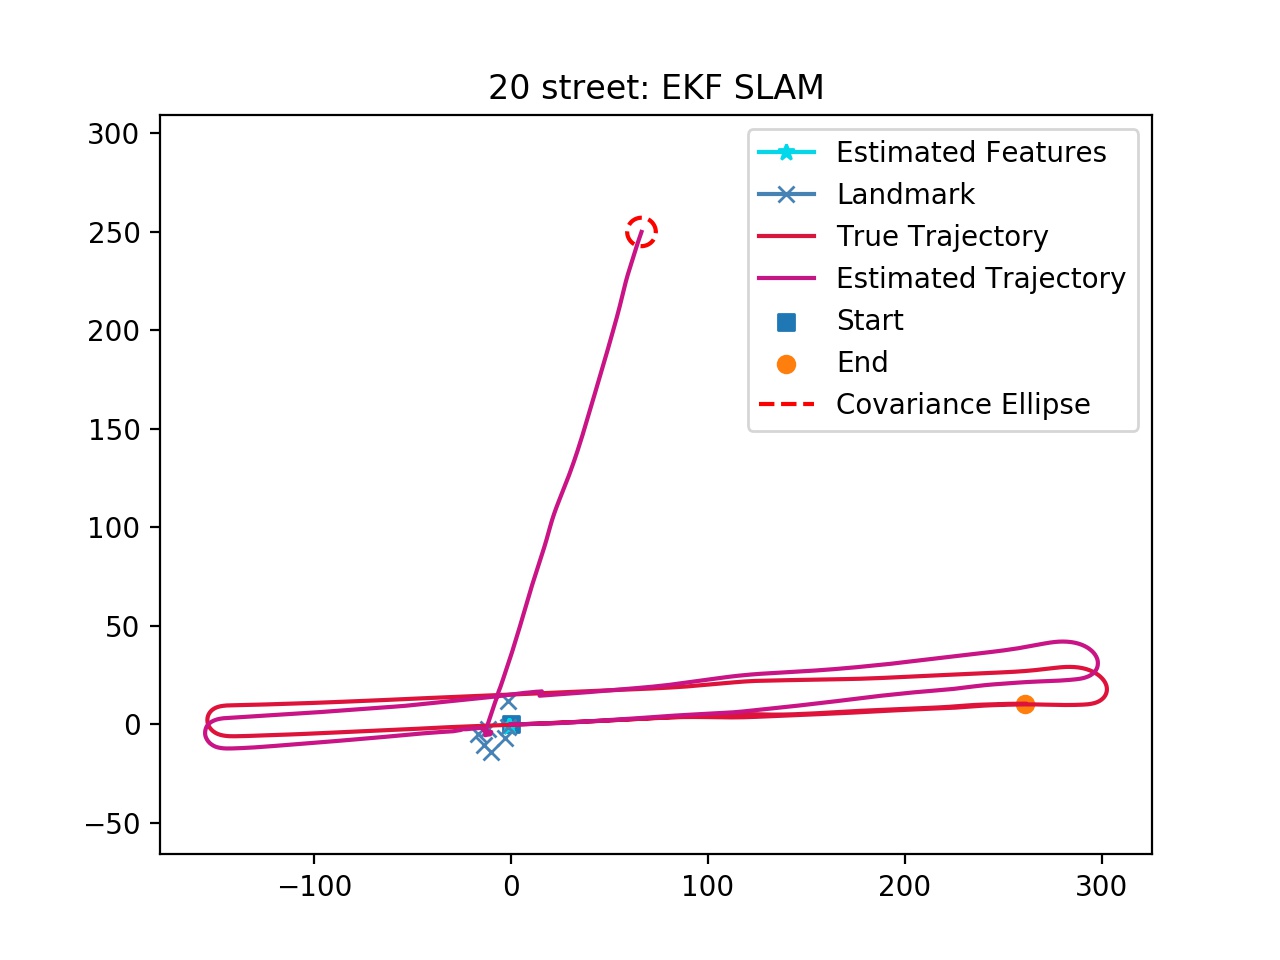 20 street: EKF SLAM
300
250
200
150
100
50
0
−50
−100
0
100
200
300
Estimated Features
Landmark
True Trajectory
Estimated Trajectory
Start
End
Covariance Ellipse